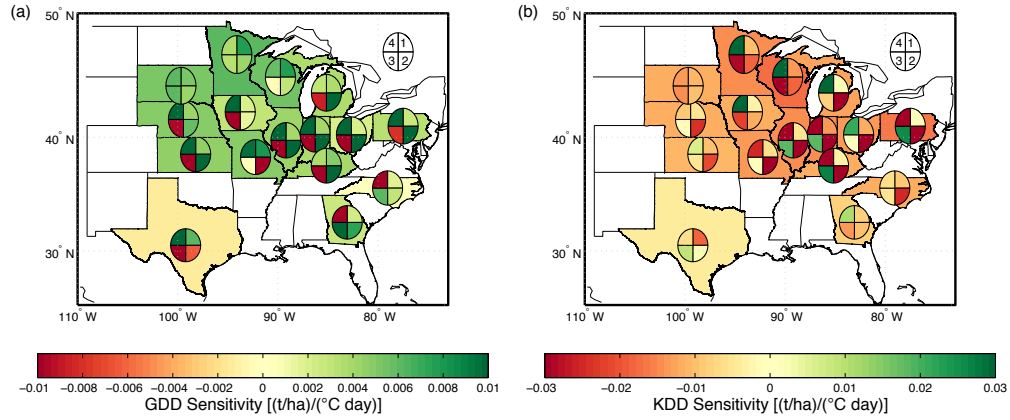 (a)
(b)
50° N
40° N
30° N
110° W
100° W
90° W
80° W
4 1
3 2
50° N
40° N
30° N
110° W
100° W
90° W
80° W
4 1
3 2
−0.01 −0.008 −0.006 −0.004 −0.002 0 0.002 0.004 0.006 0.008 0.01
GDD Sensitivity [(t/ha)/(°C day)]
−0.03 −0.02 −0.01 0 0.01 0.02 0.03
KDD Sensitivity [(t/ha)/(°C day)]